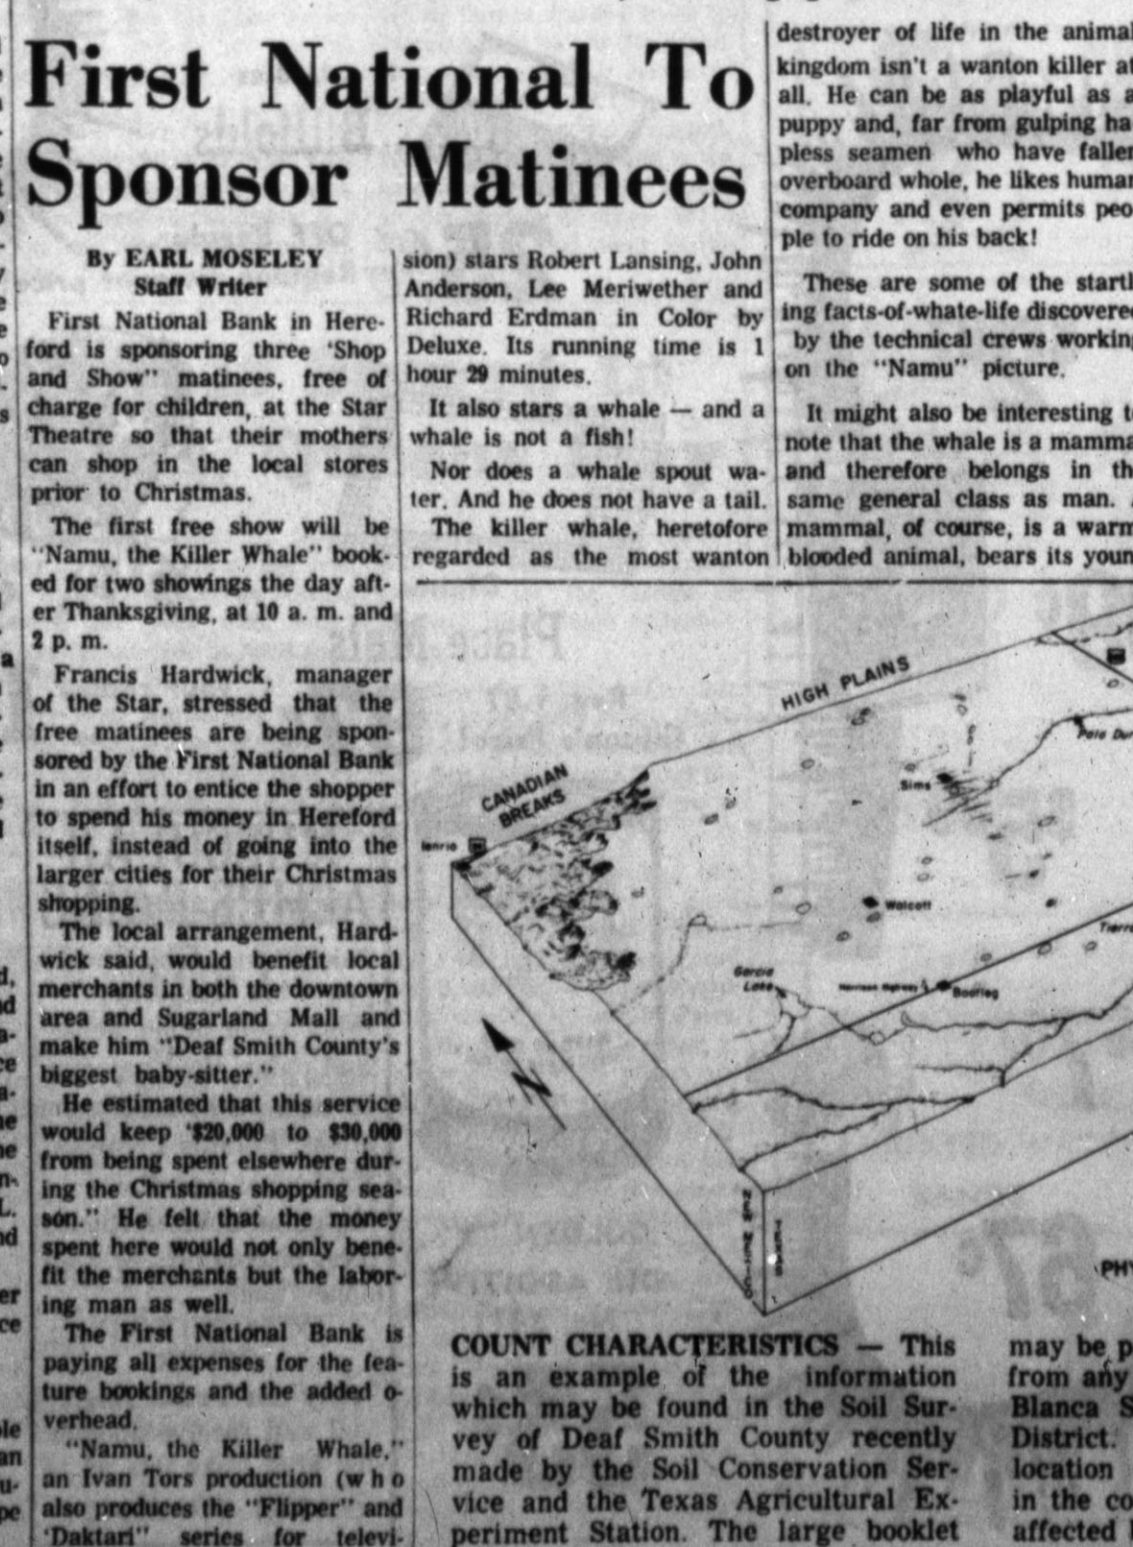 First National To
Sponsor Matinees
By EARL MOSELEY
Staff Writer
First National Bank in Here-
ford is sponsoring three 'Shop
and Show" matinees, free of
charge for children, at the Star
Theatre so that their mothers
can shop in the local stores
prior to Christmas.
The first free show will be
"Namu, the Killer Whale" book-
ed for two showings the day aft-
er Thanksgiving, at 10 a. m. and
2 p. m.
Francis Hardwick, manager
of the Star, stressed that the
free matinees are being spon-
sored by the First National Bank
in an effort to entice the shopper
to spend his money in Hereford
itself, instead of going into the
larger cities for their Christmas
shopping.
The local arrangement, Hard-
wick said, would benefit local
merchants in both the downtown
area and Sugarland Mall and
make him "Deaf Smith County's
biggest baby-sitter."
He estimated that this service
would keep '$20,000 to $30,000
from being spent elsewhere dur-
ing the Christmas shopping sea-
son." He felt that the money
spent here would not only bene-
fit the merchants but the labor-
ing man as well.
The First National Bank is
paying all expenses for the fea-
ture bookings and the added o-
verhead.
"Namu, the Killer Whale,"
an Ivan Tors production (w h o
also produces the "Flipper" and
'Daktari" series for televi-
sion) stars Robert Lansing, John
Anderson, Lee Meriwether and
Richard Erdman in Color by
Deluxe. Its running time is 1
hour 29 minutes.
It also stars a whale — and a
whale is not a fish!
Nor does a whale spout wa-
ter. And he does not have a tail.
The killer whale, heretofore
regarded as the most wanton
destroyer of life in the animal
kingdom isn't a wanton killer at
all. He can be as playful as a
puppy and, far from gulping ha
pless seamen who have fallen
overboard whole, he likes human
company and even permits peo
ple to ride on his back!
These are some of the startl
ing facts-of-whate-life discovered
by the technical crews working
on the "Namu" picture.
It might also be interesting t
note that the whale is a mamma
and therefore belongs in th
same general class as man.
mammal, of course, is a warm
blooded animal, bears its youn
HIGH PLAINS
CANADIAN
BREAKS
Palo Dur
Sims
Walcott
Tierra
Garcia
Lake
Bootleg
N
PHY
COUNT CHARACTERISTICS — This
is an example of the information
which may be found in the Soil Sur-
vey of Deaf Smith County recently
made by the Soil Conservation Ser-
vice and the Texas Agricultural Ex-
periment Station. The large booklet
may be p
from any
Blanca S
District.
location
in the co
affected